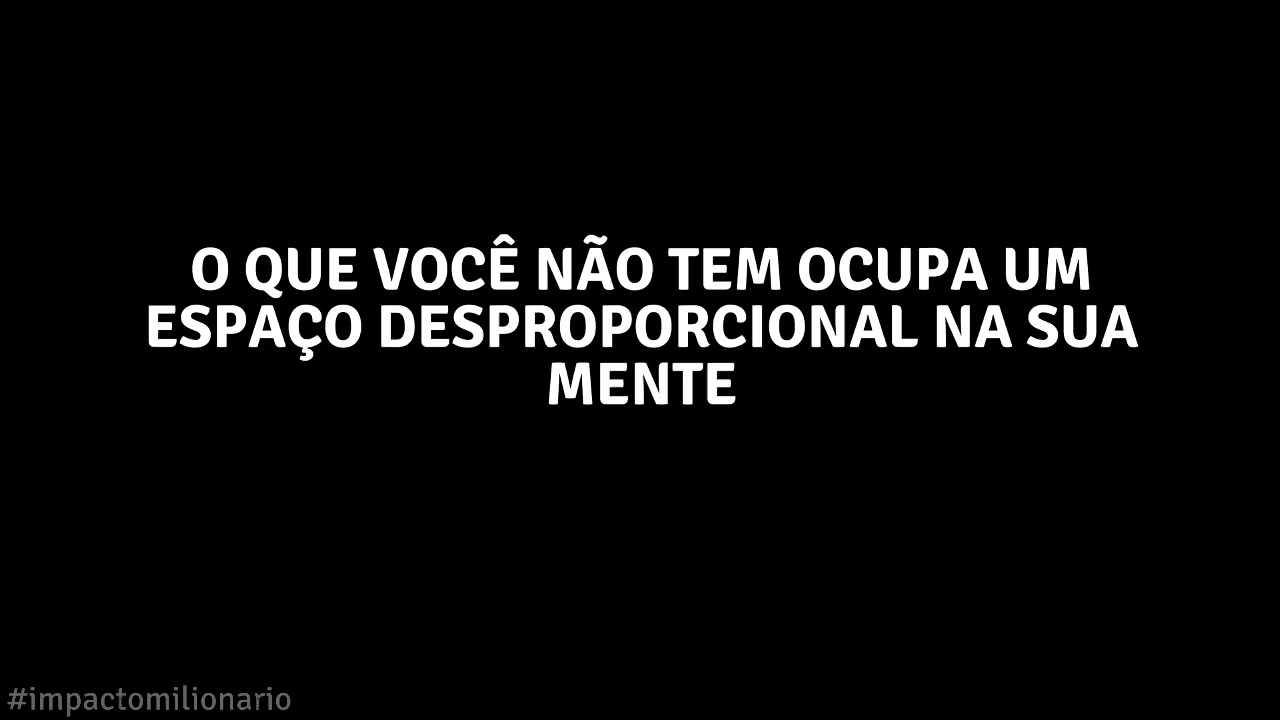 O QUE VOCÊ NÃO TEM OCUPA UM
ESPAÇO DESPROPORCIONAL NA SUA
MENTE
#impactomilionario